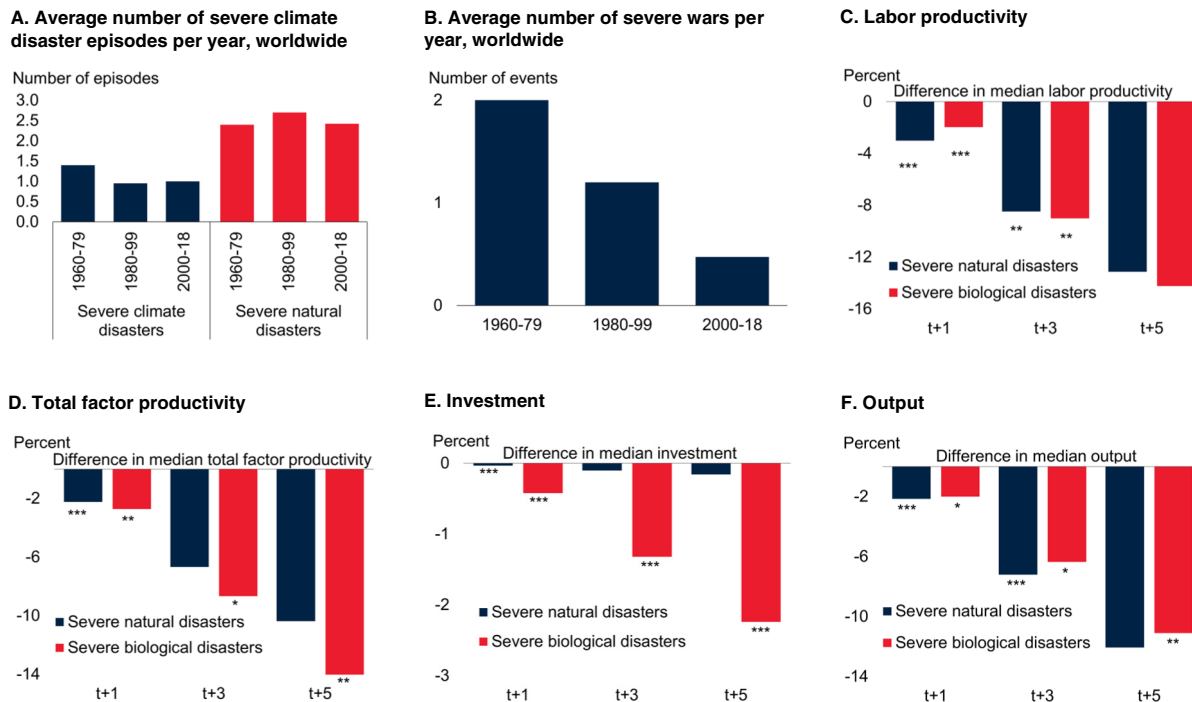 A. Average number of severe climate
disaster episodes per year, worldwide
Number of episodes
3.0
2.5
2.0
1.5
1.0
0.5
0.0
1960-79
1980-99
2000-18
1960-79
1980-99
2000-18
Severe climate
disasters
Severe natural
disasters
B. Average number of severe wars per
year, worldwide
Number of events
2
1
0
1960-79
1980-99
2000-18
C. Labor productivity
Percent
Difference in median labor productivity
0
-4
-8
-12
-16
***
***
**
**
Severe natural disasters
Severe biological disasters
t+1
t+3
t+5
D. Total factor productivity
Percent
Difference in median total factor productivity
-2
-6
-10
-14
***
**
*
**
Severe natural disasters
Severe biological disasters
t+1
t+3
t+5
E. Investment
Percent
Difference in median investment
0
-1
-2
-3
***
***
***
***
Severe natural disasters
Severe biological disasters
t+1
t+3
t+5
F. Output
Percent
Difference in median output
-2
-6
-10
-14
***
*
***
*
**
Severe natural disasters
Severe biological disasters
t+1
t+3
t+5